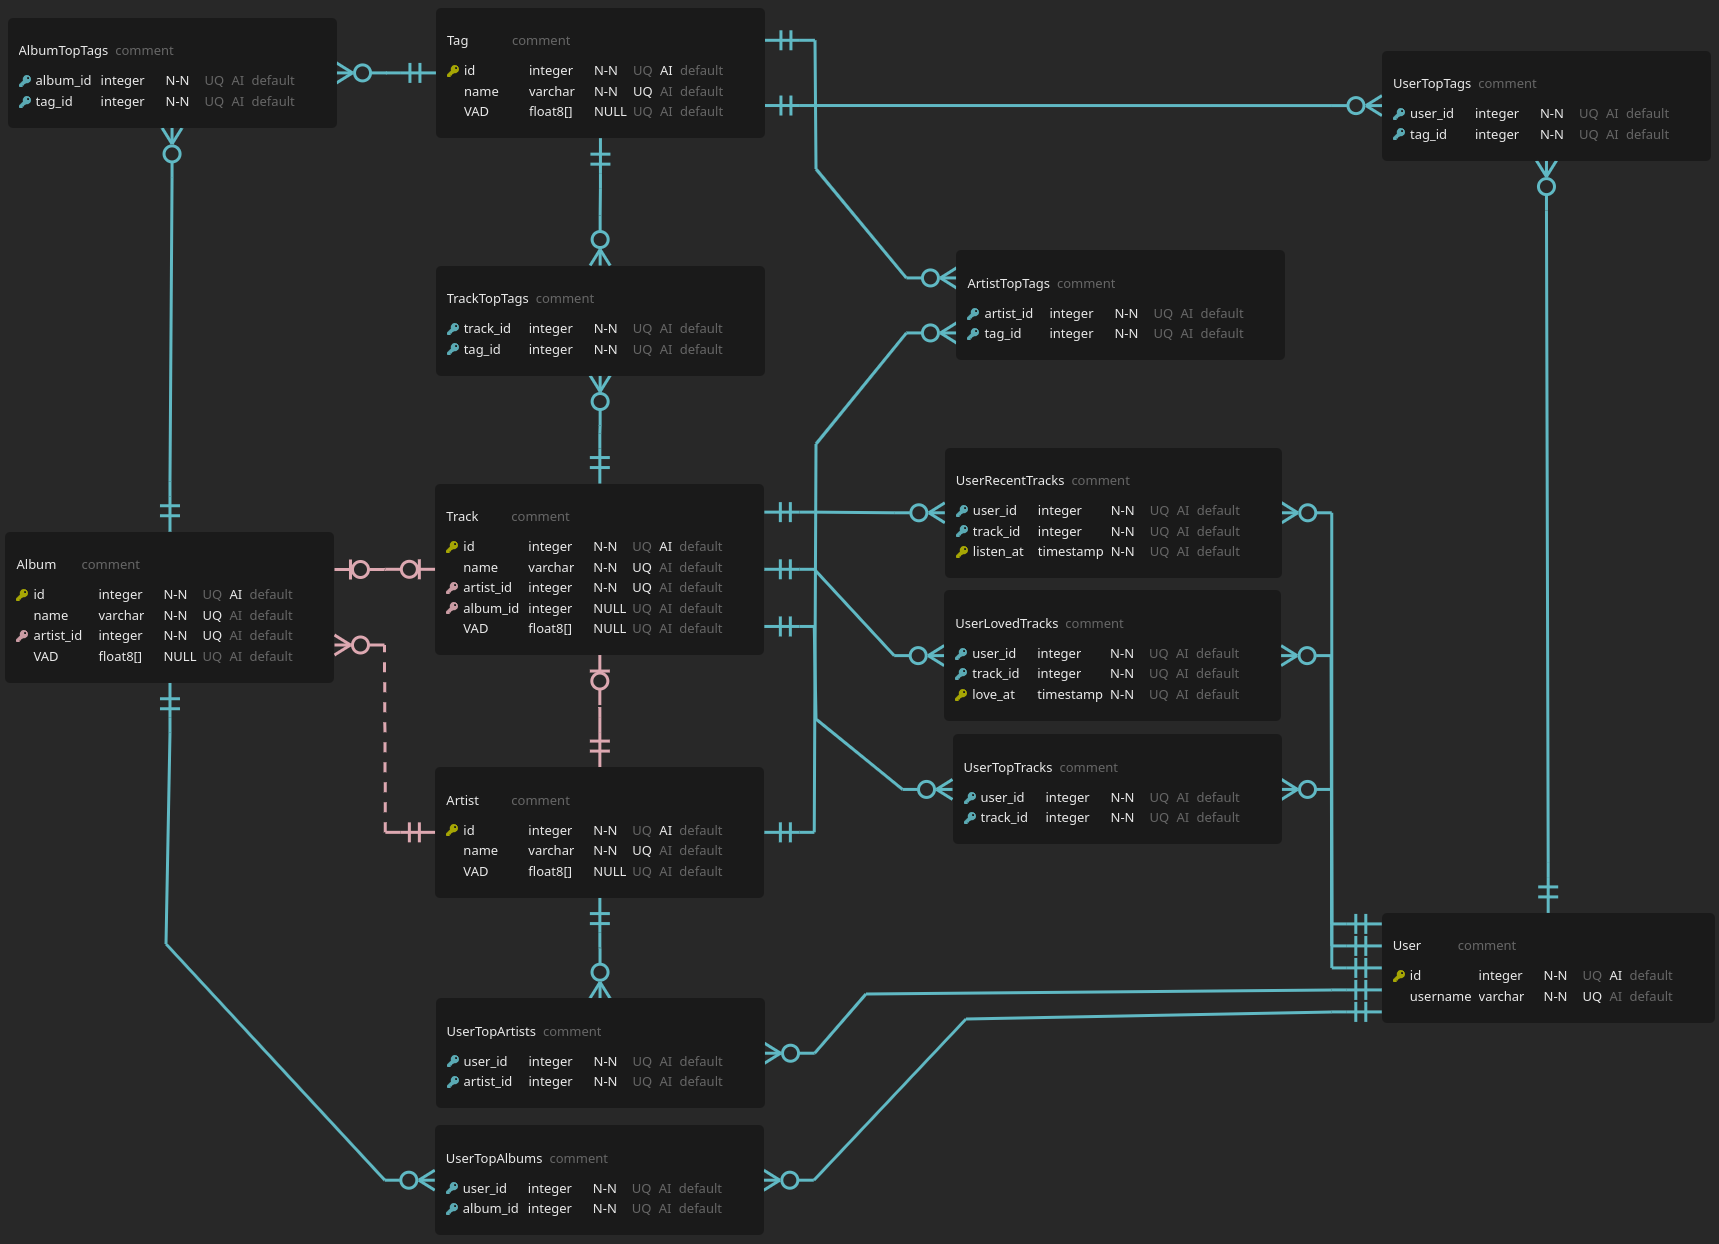 AlbumTopTags comment
album_id integer N-N UQ AI default
tag_id integer N-N UQ AI default
Tag comment
id integer N-N UQ AI default
name varchar N-N UQ AI default
VAD float8[] NULL UQ AI default
UserTopTags comment
user_id integer N-N UQ AI default
tag_id integer N-N UQ AI default
TrackTopTags comment
track_id integer N-N UQ AI default
tag_id integer N-N UQ AI default
ArtistTopTags comment
artist_id integer N-N UQ AI default
tag_id integer N-N UQ AI default
UserRecentTracks comment
user_id integer N-N UQ AI default
track_id integer N-N UQ AI default
listen_at timestamp N-N UQ AI default
Track comment
id integer N-N UQ AI default
name varchar N-N UQ AI default
artist_id integer N-N UQ AI default
album_id integer NULL UQ AI default
VAD float8[] NULL UQ AI default
Album comment
id integer N-N UQ AI default
name varchar N-N UQ AI default
artist_id integer N-N UQ AI default
VAD float8[] NULL UQ AI default
UserLovedTracks comment
user_id integer N-N UQ AI default
track_id integer N-N UQ AI default
love_at timestamp N-N UQ AI default
UserTopTracks comment
user_id integer N-N UQ AI default
track_id integer N-N UQ AI default
Artist comment
id integer N-N UQ AI default
name varchar N-N UQ AI default
VAD float8[] NULL UQ AI default
User comment
id integer N-N UQ AI default
username varchar N-N UQ AI default
UserTopArtists comment
user_id integer N-N UQ AI default
artist_id integer N-N UQ AI default
UserTopAlbums comment
user_id integer N-N UQ AI default
album_id integer N-N UQ AI default